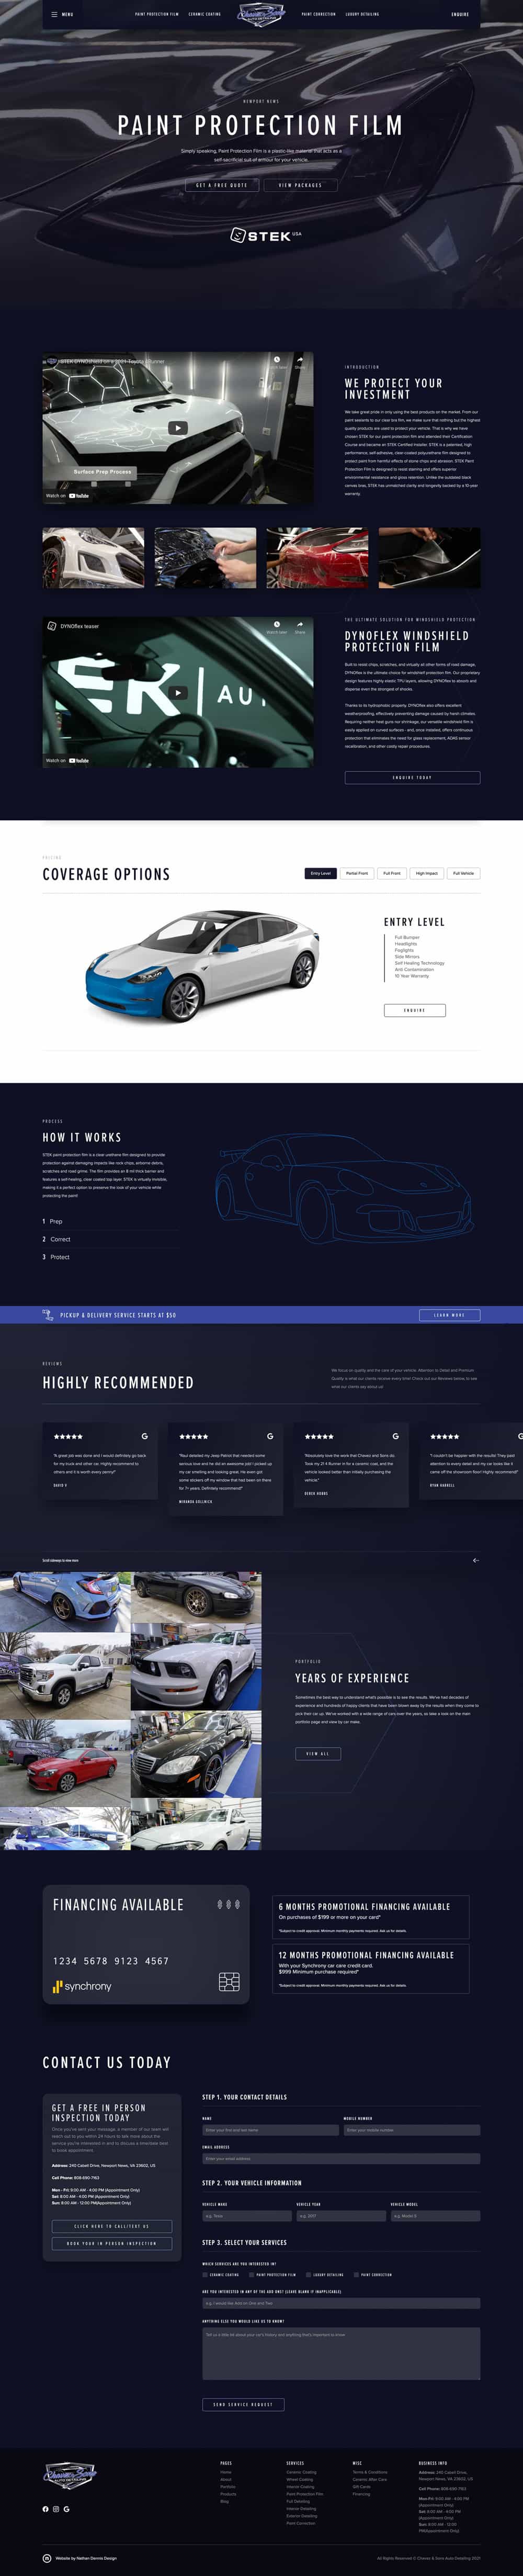 MENU
PAINT PROTECTION FILM
CERAMIC COATING
PAINT CORRECTION
LUXURY DETAILING
ENQUIRE
NEWPORT NEWS
PAINT PROTECTION FILM
Simply speaking, Paint Protection Film is a plastic-like material that acts as a
self-sacrificial suit of armour for your vehicle.
GET A FREE QUOTE
VIEW PACKAGES
STEK USA
STEK DYNOshield on a 2021 Toyota 4Runner
Watch later
Share
Surface Prep Process
Watch on YouTube
INTRODUCTION
WE PROTECT YOUR
INVESTMENT
We take great pride in only using the best products on the market. From our
paint sealants to our clear bra film, we make sure that nothing but the highest
quality products are used to protect your vehicle. That is why we have
chosen STEK for our paint protection film and attended their Certification
Course and became an STEK Certified Installer. STEK is a patented, high
performance, self-adhesive, clear-coated polyurethane film designed to
protect paint from harmful effects of stone chips and abrasion. STEK Paint
Protection Film is designed to resist staining and offers superior
environmental resistance and gloss retention. Unlike the outdated black
canvas bras, STEK has unmatched clarity and longevity backed by a 10-year
warranty.
DYNOflex teaser
Watch later
Share
EK | AU.
Watch on YouTube
THE ULTIMATE SOLUTION FOR WINDSHIELD PROTECTION
DYNOFLEX WINDSHIELD
PROTECTION FILM
Built to resist chips, scratches, and virtually all other forms of road damage,
DYNOflex is the ultimate choice for windshield protection film. Our proprietary
design features highly elastic TPU layers, allowing DYNOflex to absorb and
disperse even the strongest of shocks.
Thanks to its hydrophobic property, DYNOflex also offers excellent
weatherproofing, effectively preventing damage caused by harsh climates.
Requiring neither heat guns nor shrinkage, our versatile windshield film is
easily applied on curved surfaces - and, once installed, offers continuous
protection that eliminates the need for glass replacement, ADAS sensor
recalibration, and other costly repair procedures.
ENQUIRE TODAY
PRICING
COVERAGE OPTIONS
Entry Level
Partial Front
Full Front
High Impact
Full Vehicle
ENTRY LEVEL
Full Bumper
Headlights
Foglights
Side Mirrors
Self Healing Technology
Anti Contamination
10 Year Warranty
ENQUIRE
PROCESS
HOW IT WORKS
STEK paint protection film is a clear urethane film designed to provide
protection against damaging impacts like rock chips, airborne debris,
scratches and road grime. The film provides an 8 mil thick barrier and
features a self-healing, clear coated top layer. STEK is virtually invisible,
making it a perfect option to preserve the look of your vehicle while
protecting the paint!
1 Prep
2 Correct
3 Protect
PICKUP & DELIVERY SERVICE STARTS AT $50
LEARN MORE
REVIEWS
HIGHLY RECOMMENDED
We focus on quality and the care of your vehicle. Attention to Detail and Premium
Quality is what our clients receive every time! Check out our Reviews below, to see
what our clients say about us!
"A great job was done and I would definitely go back
for my truck and other car. Highly recommend to
others and it is worth every penny!"
DAVID P
"Paul detailed my Jeep Patriot that needed some
serious love and he did an awesome job! I picked up
my car smelling and looking great. He even got
some stickers off my window that had been on there
for 7+ years. Definitely recommend!"
MIRANDA SOLLNICK
"Absolutely love the work that Chavez and Sons do.
Took my 21 4 Runner in for a ceramic coat, and the
vehicle looked better than initially purchasing the
vehicle."
DEREK HOBBS
"I couldn't be happier with the results! They paid
attention to every detail and my car looks like it
came off the showroom floor! Highly recommend!"
RYAN HARRELL
Scroll sideways to view more
PORTFOLIO
YEARS OF EXPERIENCE
Sometimes the best way to understand what's possible is to see the results. We've had decades of
experience and hundreds of happy clients that have been blown away by the results when they come to
pick their car up. We've worked with a wide range of cars over the years, so take a look on the main
portfolio page and view by car make.
VIEW ALL
FINANCING AVAILABLE
1234 5678 9123 4567
synchrony
6 MONTHS PROMOTIONAL FINANCING AVAILABLE
On purchases of $199 or more on your card*
*Subject to credit approval. Minimum monthly payments required. Ask us for details.
12 MONTHS PROMOTIONAL FINANCING AVAILABLE
With your Synchrony car care credit card.
$999 Minimum purchase required*
*Subject to credit approval. Minimum monthly payments required. Ask us for details.
CONTACT US TODAY
GET A FREE IN PERSON
INSPECTION TODAY
Once you've sent your message, a member of our team will
reach out to you within 24 hours to talk more about the
service you're interested in and to discuss a time/date best
to book appointment.
Address: 240 Cabell Drive, Newport News, VA 23602, US
Cell Phone: 808-690-7163
Mon - Fri: 9:00 AM - 4:00 PM (Appointment Only)
Sat: 8:00 AM - 4:00 PM (Appointment Only)
Sun: 8:00 AM - 12:00 PM(Appointment Only)
CLICK HERE TO CALL/TEXT US
BOOK YOUR IN PERSON INSPECTION
STEP 1. YOUR CONTACT DETAILS
NAME
MOBILE NUMBER
Enter your first and last name
Enter your mobile number
EMAIL ADDRESS
Enter your email address
STEP 2. YOUR VEHICLE INFORMATION
VEHICLE MAKE
VEHICLE YEAR
VEHICLE MODEL
e.g. Tesla
e.g. 2017
e.g. Model S
STEP 3. SELECT YOUR SERVICES
WHICH SERVICES ARE YOU INTERESTED IN?
CERAMIC COATING
PAINT PROTECTION FILM
LUXURY DETAILING
PAINT CORRECTION
ARE YOU INTERESTED IN ANY OF THE ADD ONS? (LEAVE BLANK IF INAPPLICABLE)
e.g. I would like Add on One and Two
ANYTHING ELSE YOU WOULD LIKE US TO KNOW?
Tell us a little bit about your car's history and anything that's important to know
SEND SERVICE REQUEST
PAGES
Home
About
Portfolio
Products
Blog
SERVICES
Ceramic Coating
Wheel Coating
Interior Coating
Paint Protection Film
Full Detailing
Interior Detailing
Exterior Detailing
Paint Correction
MISC
Terms & Conditions
Ceramic After Care
Gift Cards
Financing
BUSINESS INFO
Address: 240 Cabell Drive,
Newport News, VA 23602, US
Cell Phone: 808-690-7163
Mon-Fri: 9:00 AM - 4:00 PM
(Appointment Only)
Sat: 8:00 AM - 4:00 PM
(Appointment Only)
Sun: 8:00 AM - 12:00
PM(Appointment Only)
Website by Nathan Dennis Design
All Rights Reserved © Chavez & Sons Auto Detailing 2021